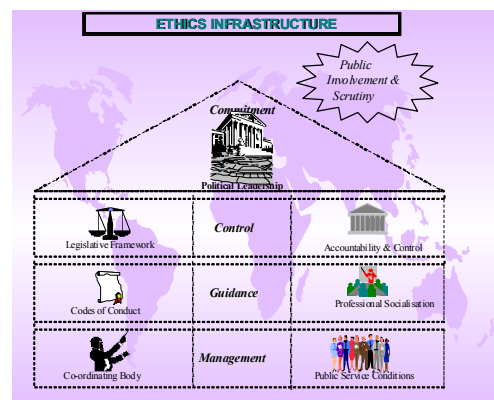 ETHICS INFRASTRUCTURE
Public
Involvement &
Scrutiny
Commitment
Political Leadership
Control
Legislative Framework
Accountability & Control
Guidance
Codes of Conduct
Professional Socialisation
Management
Co-ordinating Body
Public Service Conditions